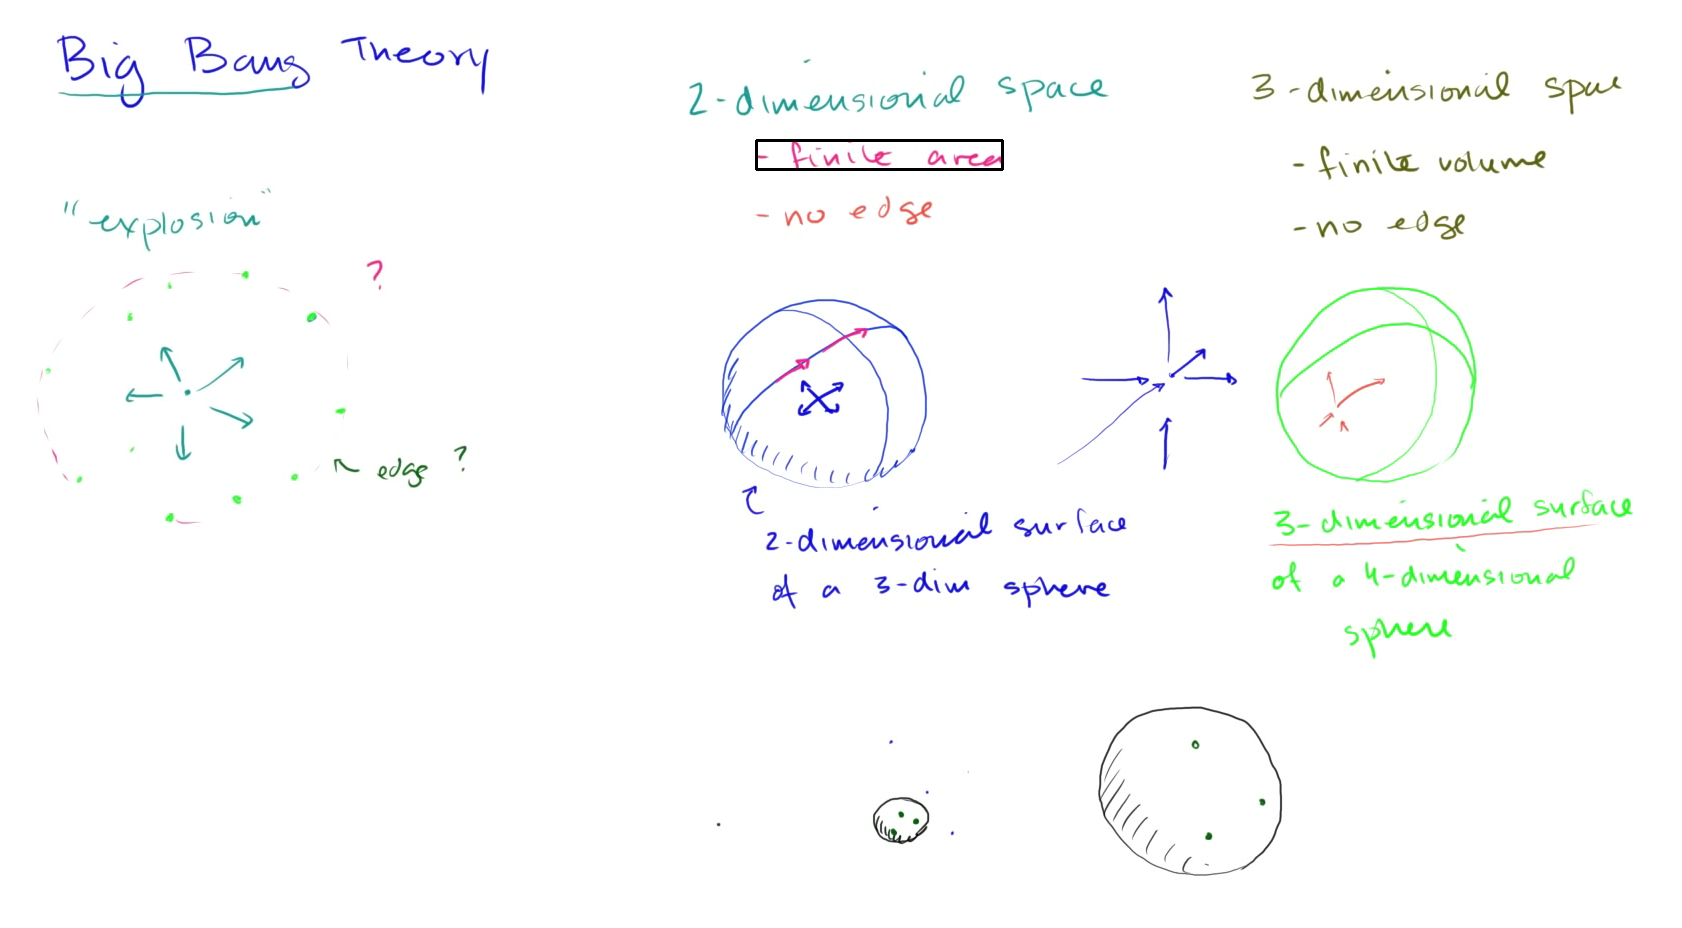 Big Bang Theory
"explosion"
?
edge ?
2-dimensional space
- finite area
- no edge
2-dimensional surface
of a 3-dim sphere
3-dimensional space
- finite volume
- no edge
3-dimensional surface
of a 4-dimensional
sphere